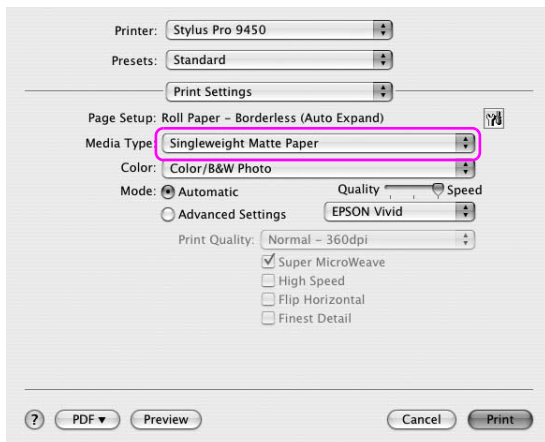 Printer: Stylus Pro 9450
Presets: Standard
Print Settings
Page Setup: Roll Paper – Borderless (Auto Expand)
Media Type: Singleweight Matte Paper
Color: Color/B&W Photo
Mode: Automatic Quality Speed
Advanced Settings EPSON Vivid
Print Quality: Normal – 360dpi
Super MicroWeave
High Speed
Flip Horizontal
Finest Detail
? PDF ▼ Preview Cancel Print